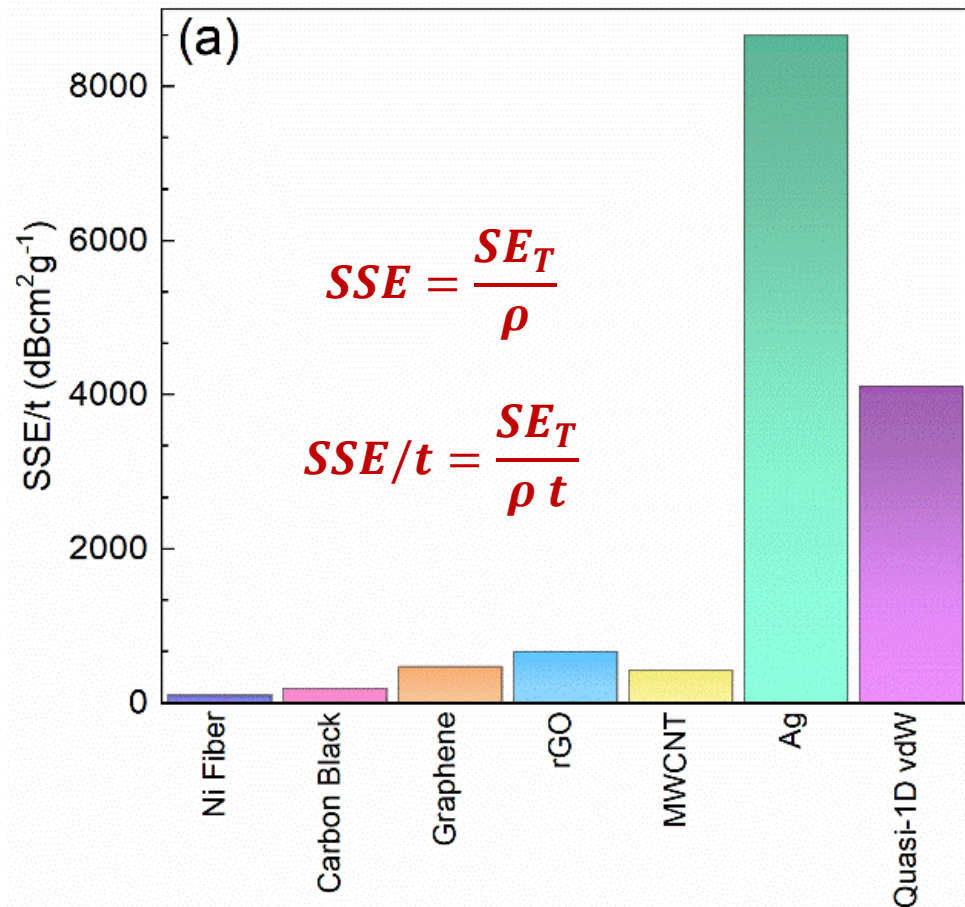 (a)
SSE/t (dBcm²g⁻¹)
8000
6000
4000
2000
0
SSE = SE_T / ρ
SSE/t = SE_T / ρ t
Ni Fiber
Carbon Black
Graphene
rGO
MWCNT
Ag
Quasi-1D vdW